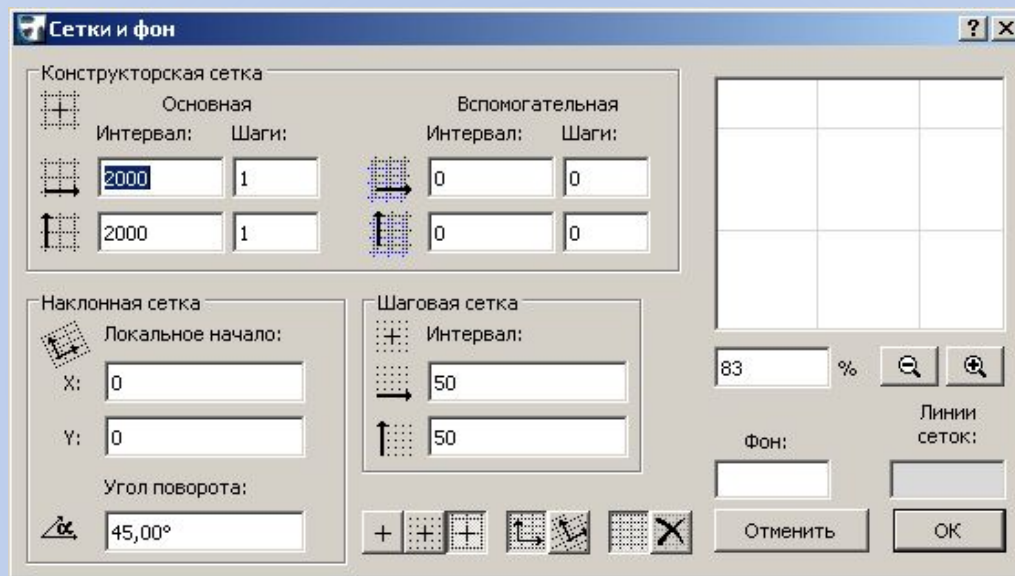 Сетки и фон
Конструкторская сетка
Основная
Вспомогательная
Интервал: Шаги: Интервал: Шаги:
2000 1 0 0
2000 1 0 0
Наклонная сетка
Локальное начало:
X: 0
Y: 0
Угол поворота:
α 45,00°
Шаговая сетка
Интервал:
50
50
83 %
Фон:
Линии
сеток:
Отменить OK